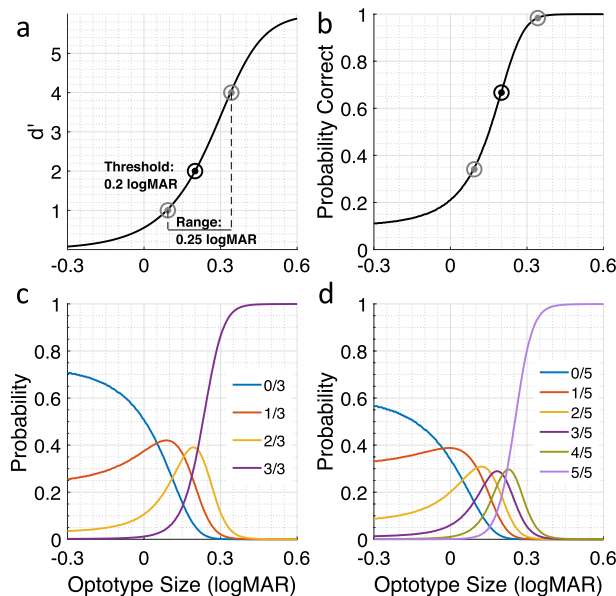 a
d'
5
4
3
2
1
Threshold:
0.2 logMAR
Range:
0.25 logMAR
-0.3 0 0.3 0.6
b
Probability Correct
1
0.8
0.6
0.4
0.2
0
-0.3 0 0.3 0.6
c
Probability
1
0.8
0.6
0.4
0.2
0
0/3
1/3
2/3
3/3
-0.3 0 0.3 0.6
Optotype Size (logMAR)
d
Probability
1
0.8
0.6
0.4
0.2
0
0/5
1/5
2/5
3/5
4/5
5/5
-0.3 0 0.3 0.6
Optotype Size (logMAR)